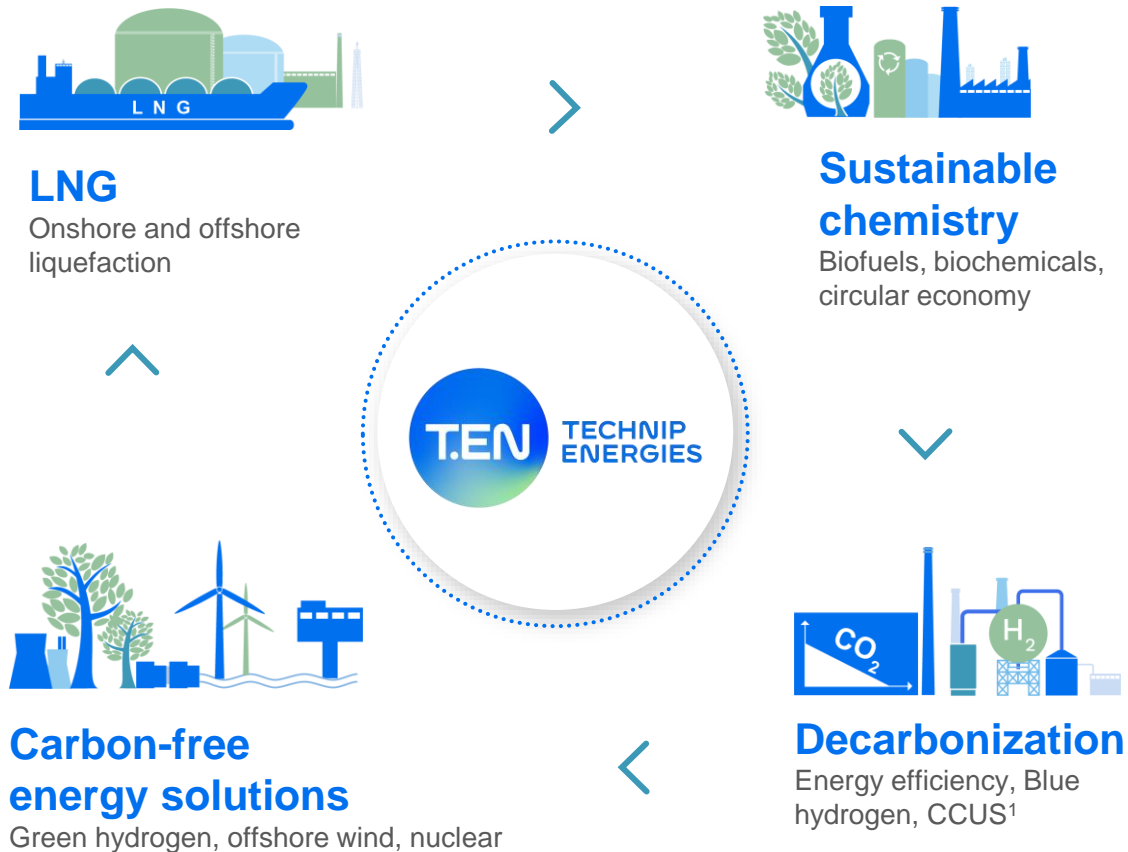 LNG
LNG
Onshore and offshore
liquefaction
Sustainable
chemistry
Biofuels, biochemicals,
circular economy
T.EN TECHNIP
ENERGIES
CO2
H2
Decarbonization
Energy efficiency, Blue
hydrogen, CCUS¹
Carbon-free
energy solutions
Green hydrogen, offshore wind, nuclear